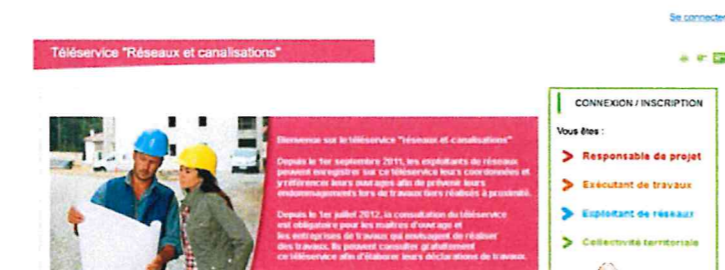 Se connecter
Téléservice "Réseaux et canalisations"
CONNEXION / INSCRIPTION
Vous êtes :
Bienvenue sur le téléservice "réseaux et canalisations"
Responsable de projet
Depuis le 1er septembre 2011, les exploitants de réseaux
peuvent enregistrer sur ce téléservice leurs coordonnées et
y référencer leurs ouvrages afin de prévenir leurs
endommagements lors de travaux tiers réalisés à proximité.
Exécutant de travaux
Exploitant de réseaux
Depuis le 1er juillet 2012, la consultation du téléservice
est obligatoire pour les maîtres d'ouvrage et
les entreprises de travaux qui envisagent de réaliser
des travaux. Ils peuvent consulter gratuitement
ce téléservice afin d'élaborer leurs déclarations de travaux.
Collectivité territoriale